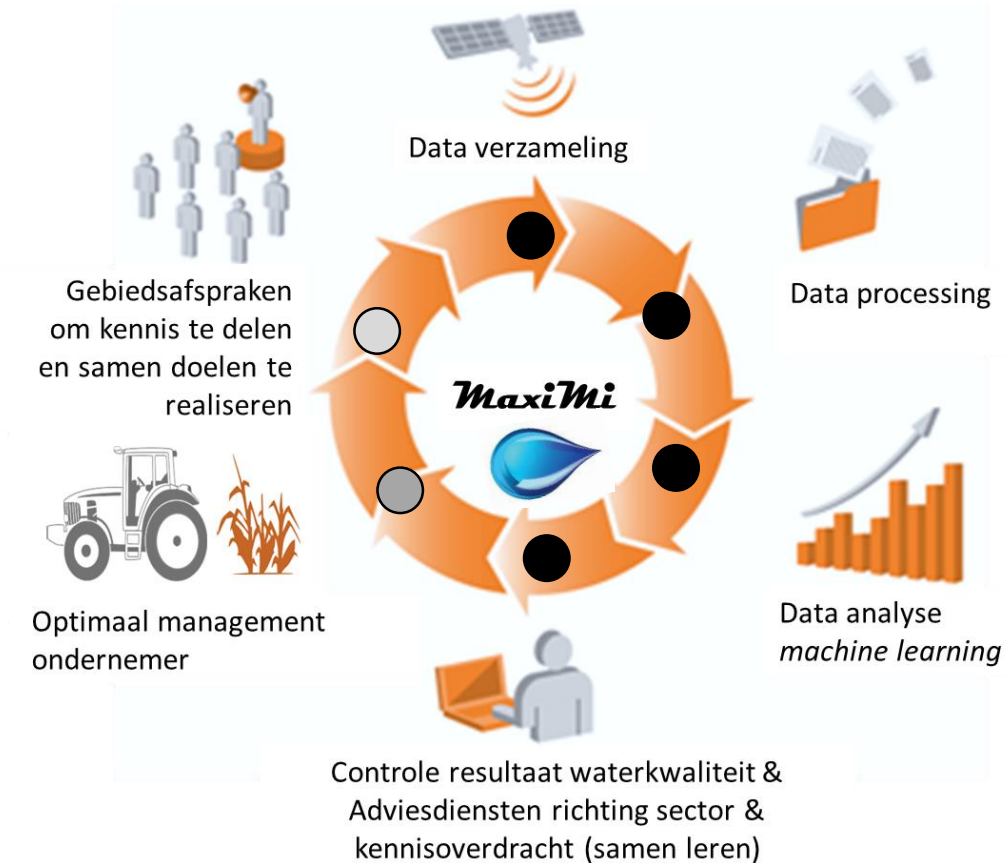 Data verzameling
Data processing
Data analyse
machine learning
Controle resultaat waterkwaliteit &
Adviesdiensten richting sector &
kennisoverdracht (samen leren)
Optimaal management
ondernemer
Gebiedsafspraken
om kennis te delen
en samen doelen te
realiseren
MaxiMi